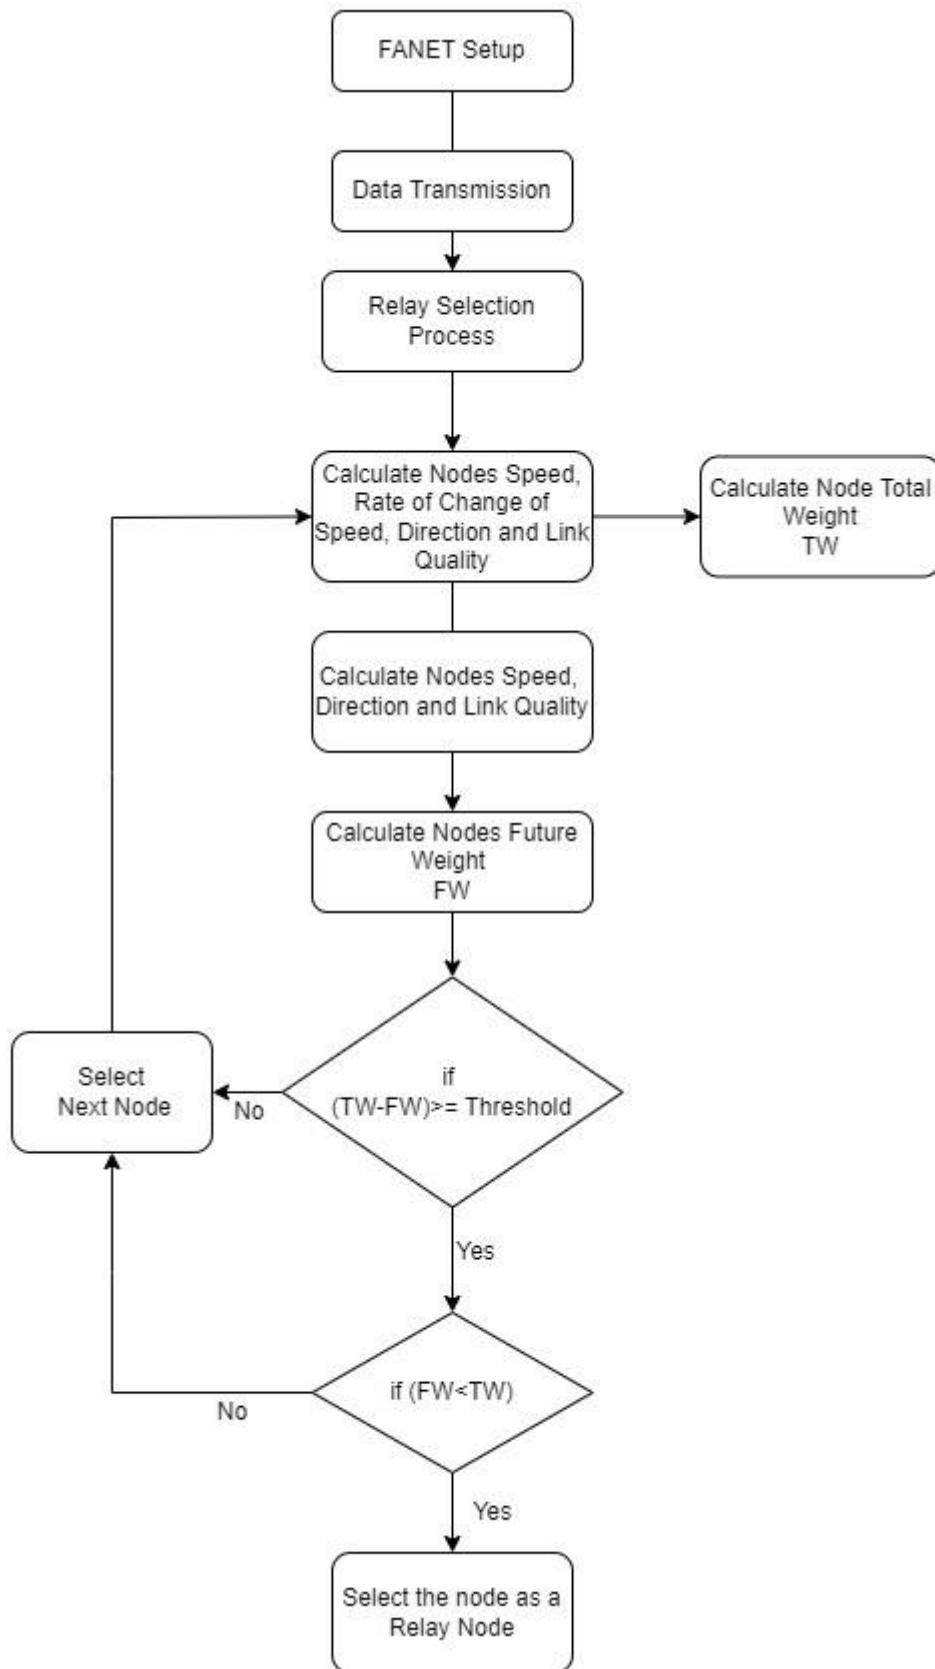 FANET Setup
Data Transmission
Relay Selection
Process
Calculate Nodes Speed,
Rate of Change of
Speed, Direction and Link
Quality
Calculate Node Total
Weight
TW
Calculate Nodes Speed,
Direction and Link Quality
Calculate Nodes Future
Weight
FW
Select
Next Node
No
if
(TW-FW)>= Threshold
Yes
if (FW<TW)
No
Yes
Select the node as a
Relay Node